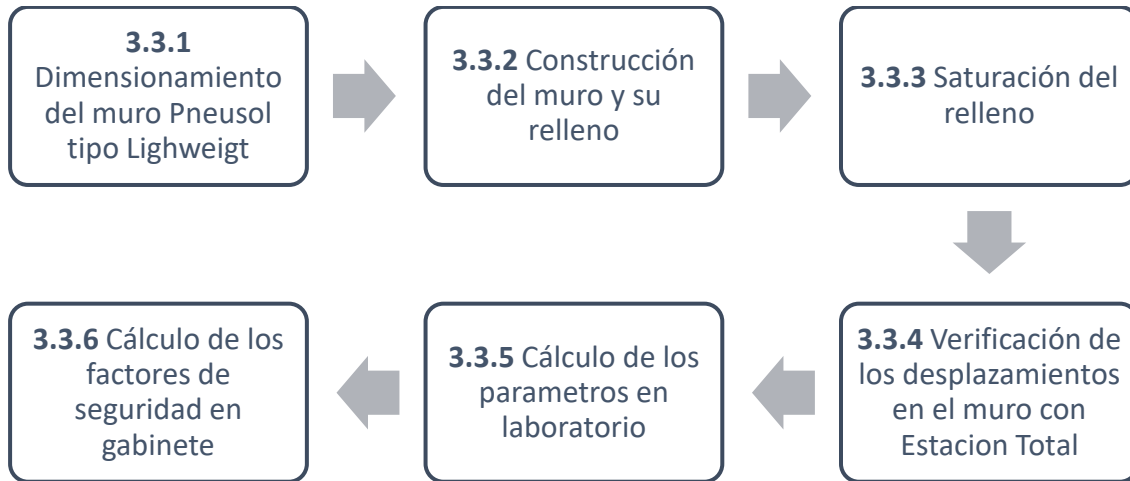 3.3.1
Dimensionamiento
del muro Pneusol
tipo Lighweigt
3.3.2 Construcción
del muro y su
relleno
3.3.3 Saturación del
relleno
3.3.4 Verificación de
los desplazamientos
en el muro con
Estacion Total
3.3.5 Cálculo de los
parametros en
laboratorio
3.3.6 Cálculo de los
factores de
seguridad en
gabinete